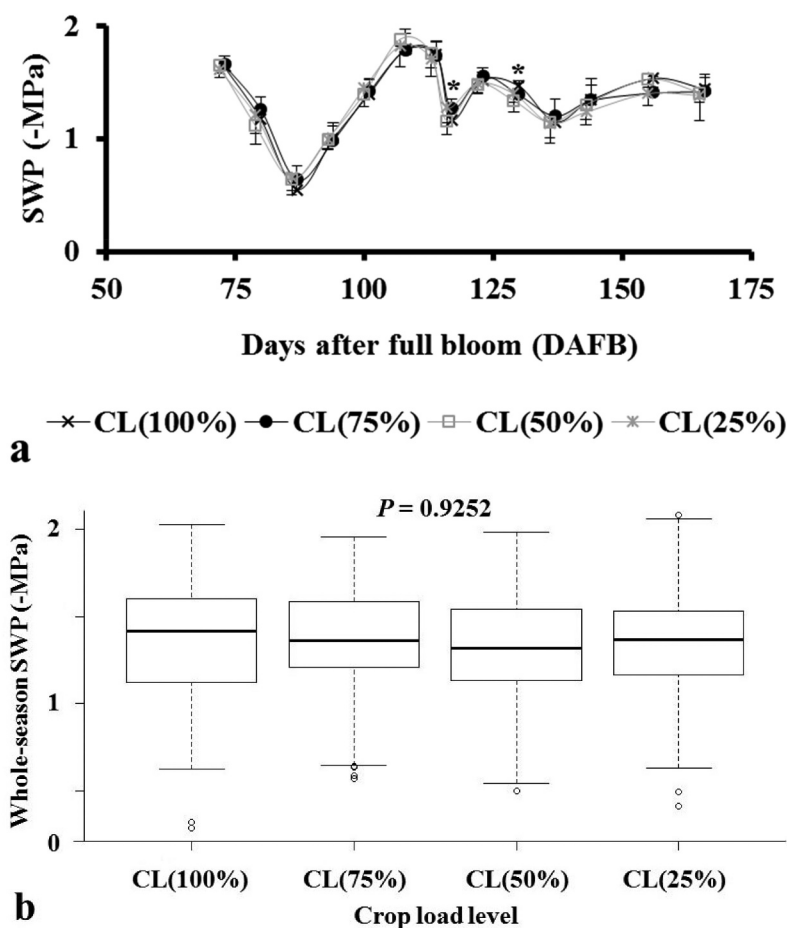 2
1
0
SWP (-MPa)
* *
50 75 100 125 150 175
Days after full bloom (DAFB)
CL(100%) CL(75%) CL(50%) CL(25%)
a
P = 0.9252
2
1
0
Whole-season SWP (-MPa)
CL(100%) CL(75%) CL(50%) CL(25%)
Crop load level
b